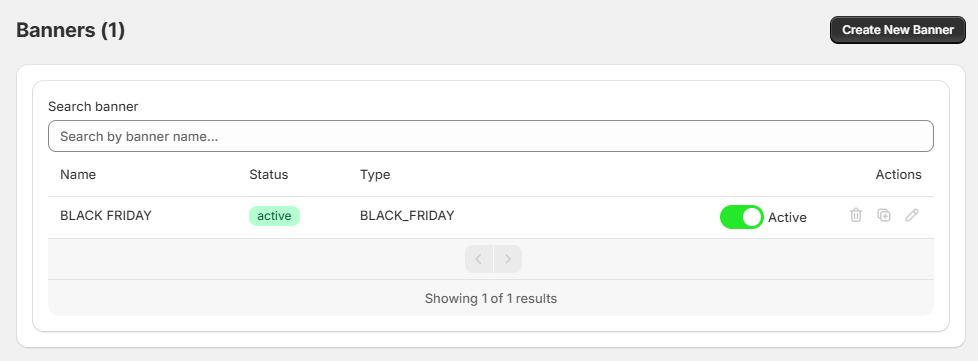 Banners (1)
Create New Banner
Search banner
Search by banner name...
Name Status Type Actions
BLACK FRIDAY active BLACK_FRIDAY Active
Showing 1 of 1 results